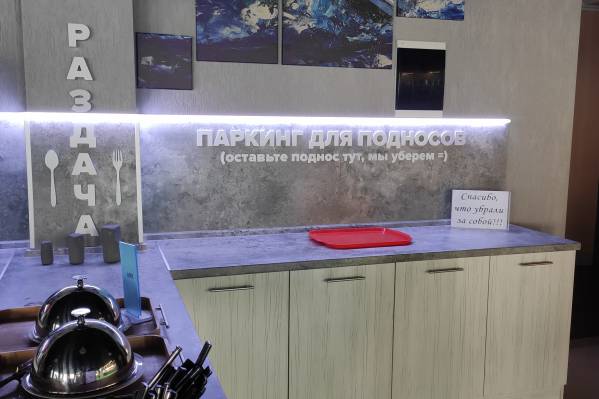 РАЗДАЧА
ПАРКИНГ ДЛЯ ПОДНОСОВ
(оставьте поднос тут, мы уберем =)
Спасибо,
что убрали
за собой!!!